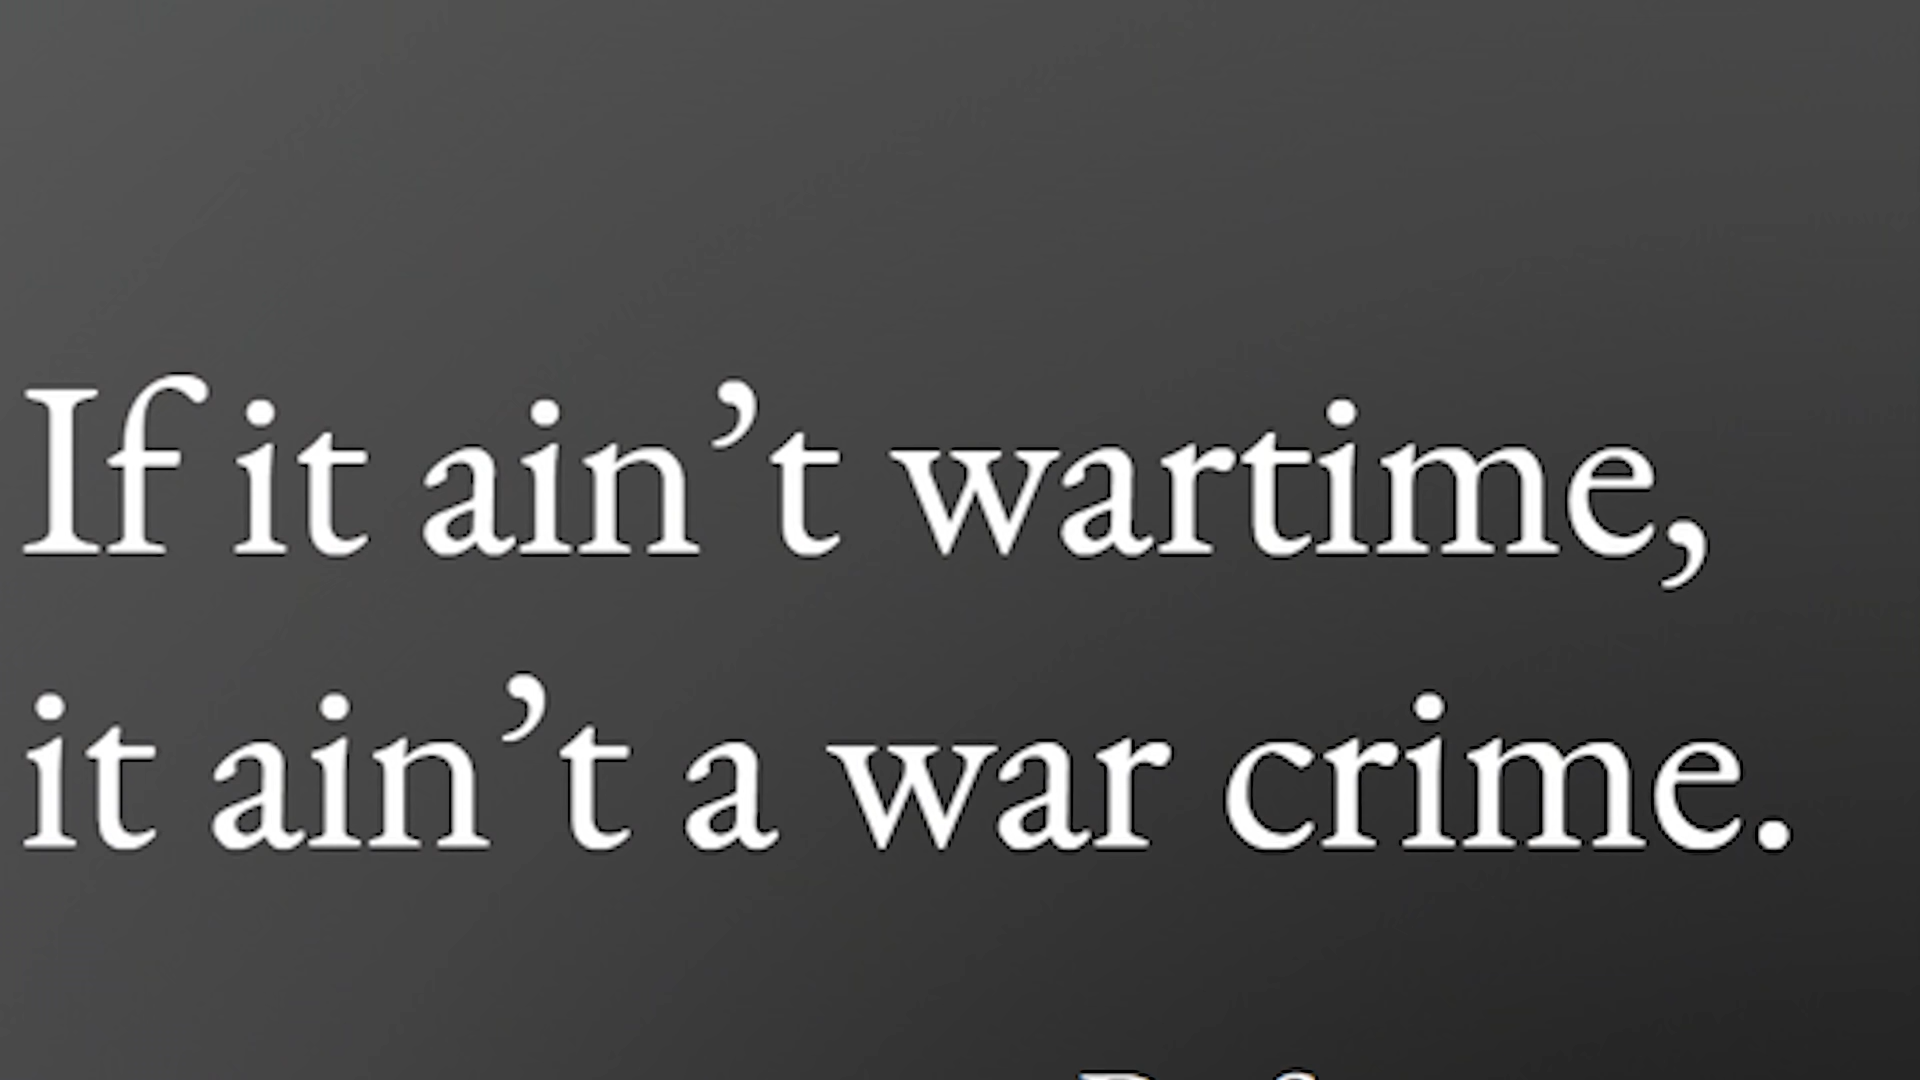 If it ain’t wartime,
it ain’t a war crime.